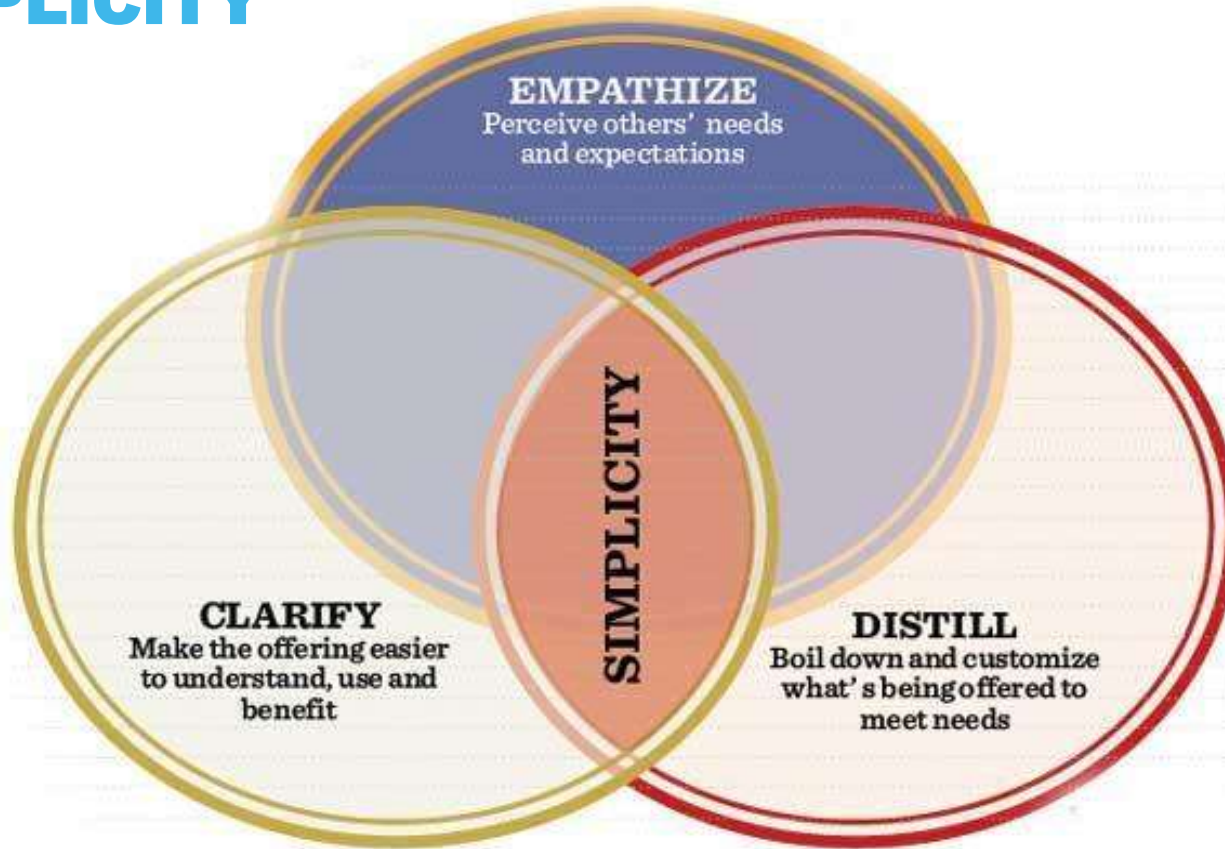 PLICITY
EMPATHIZE
Perceive others' needs
and expectations
SIMPLICITY
CLARIFY
Make the offering easier
to understand, use and
benefit
DISTILL
Boil down and customize
what's being offered to
meet needs